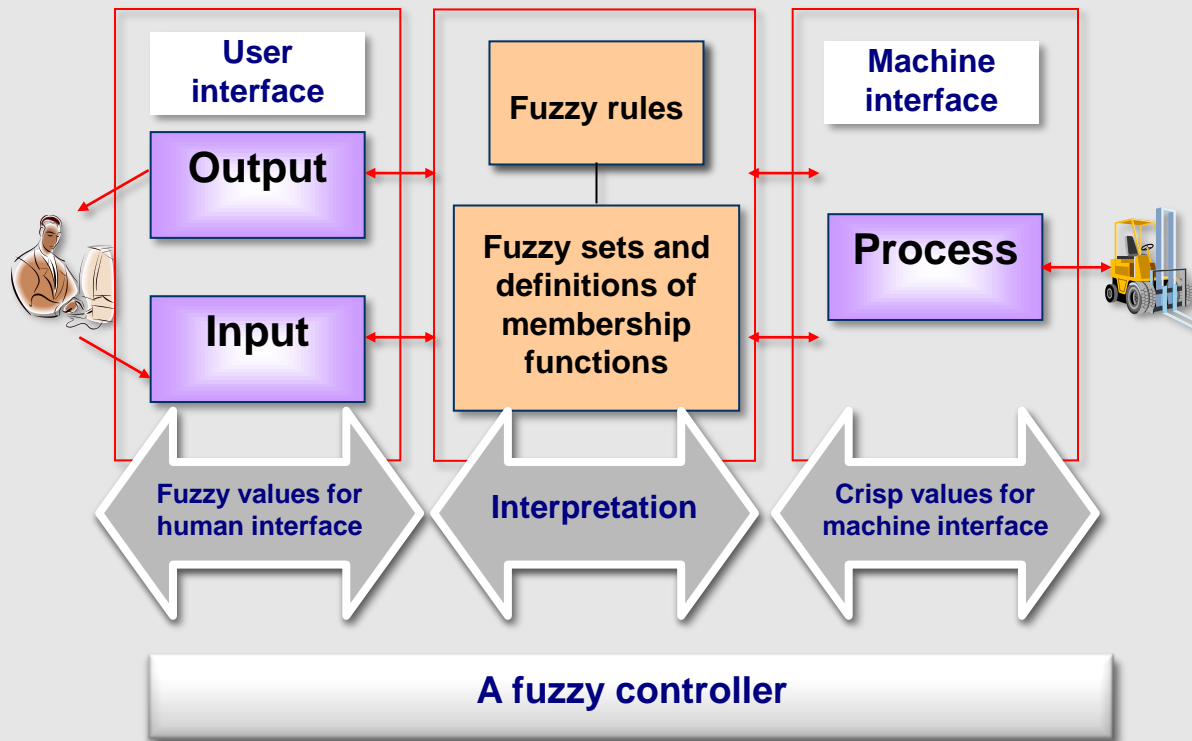 User
interface
Output
Input
Fuzzy rules
Fuzzy sets and
definitions of
membership
functions
Machine
interface
Process
Fuzzy values for
human interface
Interpretation
Crisp values for
machine interface
A fuzzy controller